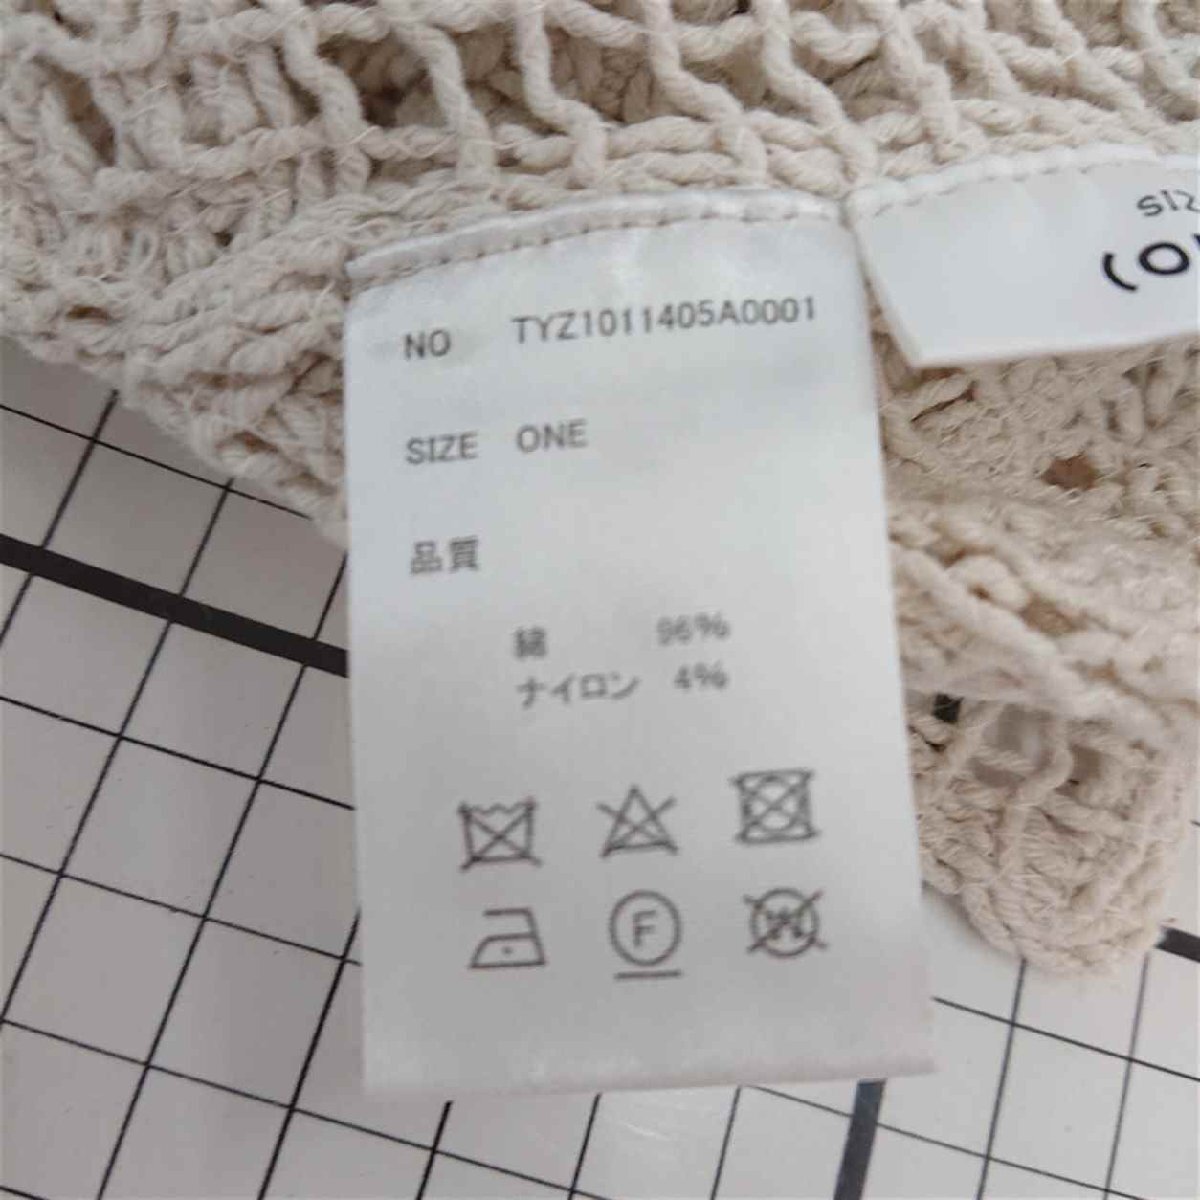 NO TYZ1011405A0001
SIZE ONE
品質
綿 96%
ナイロン 4%
F
W